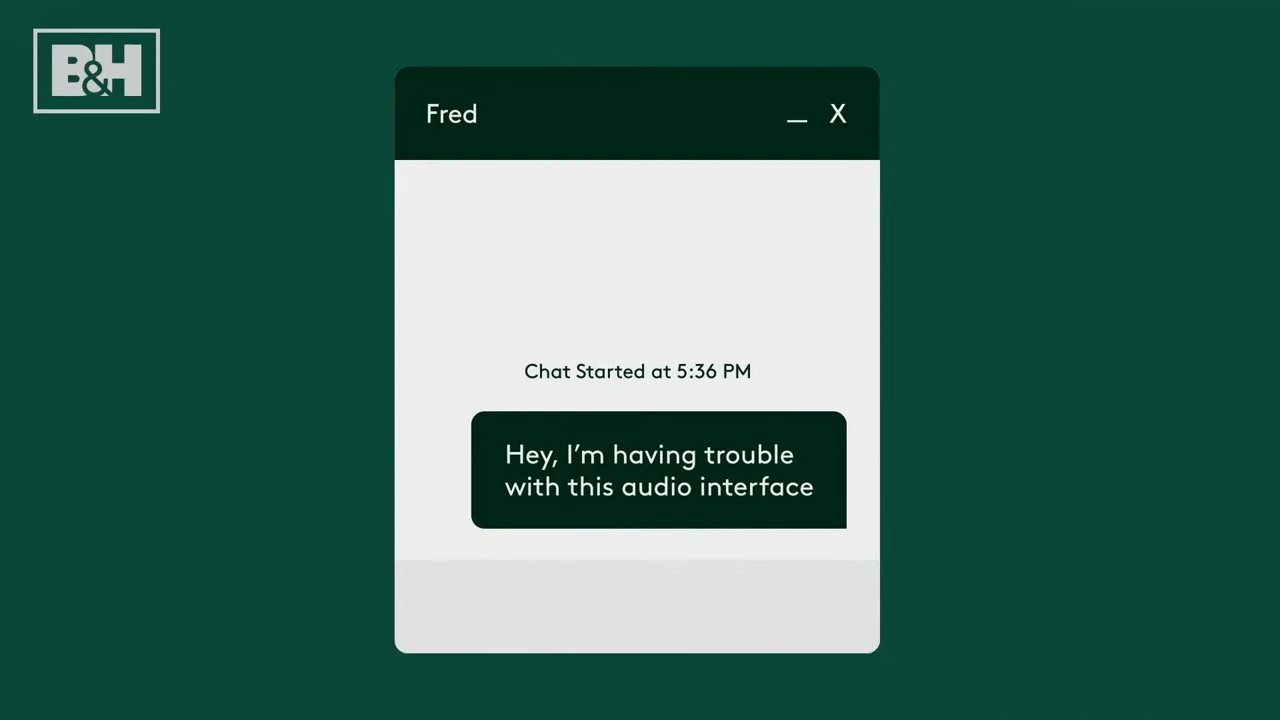 B&H
Fred
X
Chat Started at 5:36 PM
Hey, I’m having trouble
with this audio interface